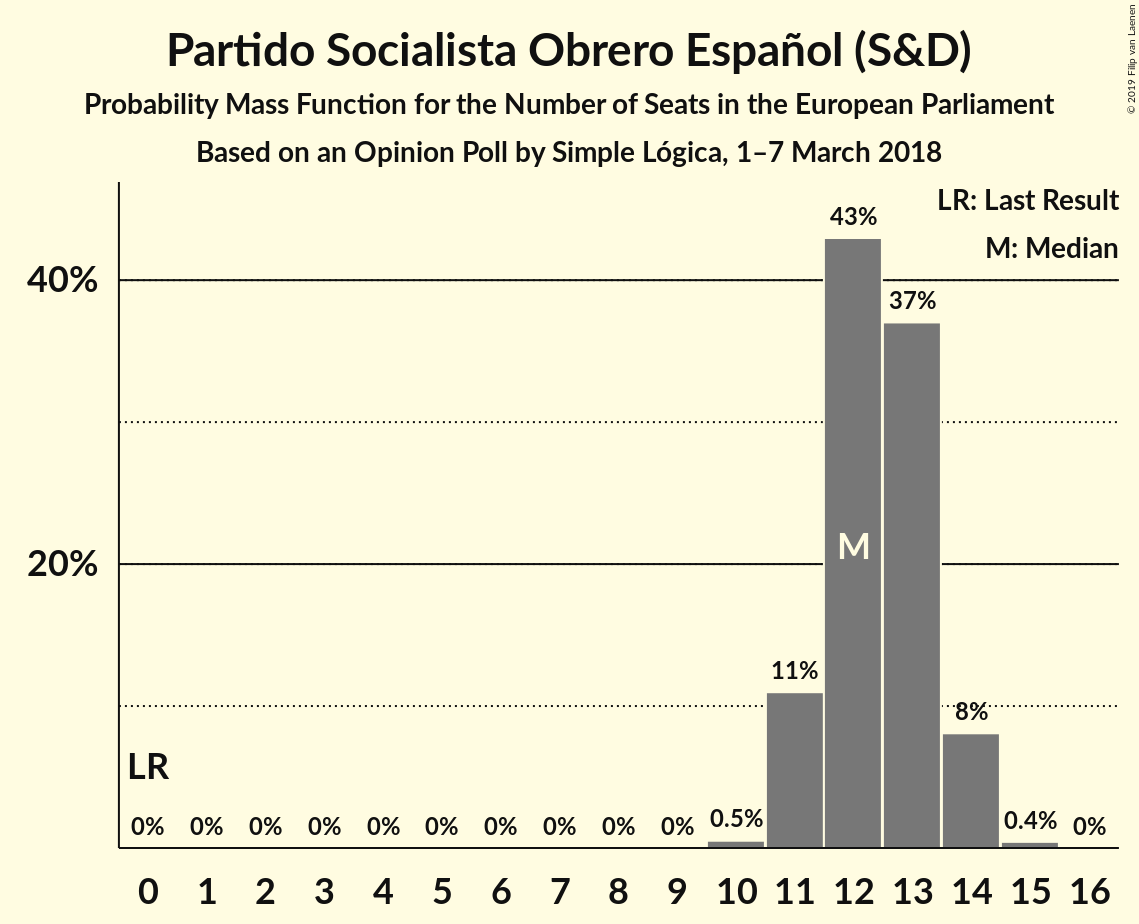 Partido Socialista Obrero Español (S&D)
Probability Mass Function for the Number of Seats in the European Parliament
Based on an Opinion Poll by Simple Lógica, 1–7 March 2018
© 2019 Filip van Laenen
LR: Last Result
M: Median
43%
40%
37%
M
20%
11%
8%
LR
0% 0% 0% 0% 0% 0% 0% 0% 0% 0% 0.5% 0.4% 0%
0 1 2 3 4 5 6 7 8 9 10 11 12 13 14 15 16